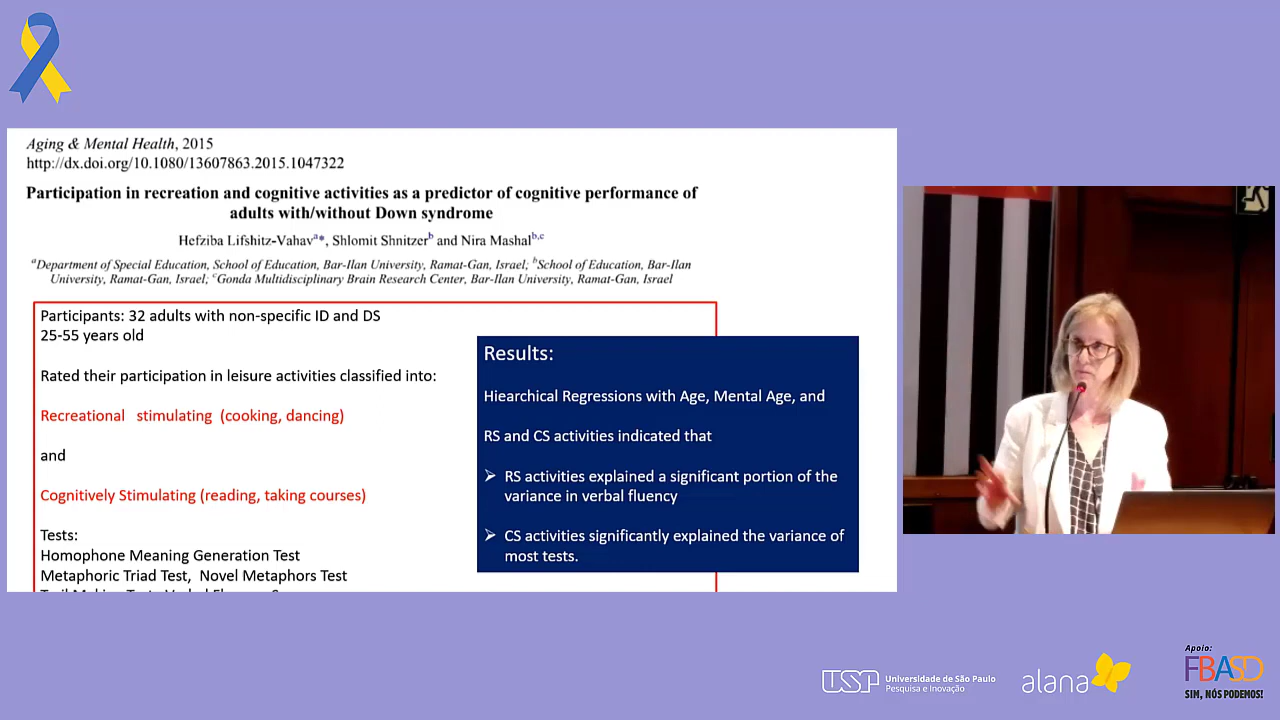 Aging & Mental Health, 2015
http://dx.doi.org/10.1080/13607863.2015.1047322
Participation in recreation and cognitive activities as a predictor of cognitive performance of
adults with/without Down syndrome
Hefziba Lifshitz-Vahavᵃ*, Shlomit Shnitzerᵇ and Nira Mashalᵇ,ᶜ
ᵃDepartment of Special Education, School of Education, Bar-Ilan University, Ramat-Gan, Israel; ᵇSchool of Education, Bar-Ilan
University, Ramat-Gan, Israel; ᶜGonda Multidisciplinary Brain Research Center, Bar-Ilan University, Ramat-Gan, Israel
Participants: 32 adults with non-specific ID and DS
25-55 years old
Rated their participation in leisure activities classified into:
Recreational stimulating (cooking, dancing)
and
Cognitively Stimulating (reading, taking courses)
Tests:
Homophone Meaning Generation Test
Metaphoric Triad Test, Novel Metaphors Test
Results:
Hiearchical Regressions with Age, Mental Age, and
RS and CS activities indicated that
➢ RS activities explained a significant portion of the
variance in verbal fluency
➢ CS activities significantly explained the variance of
most tests.
USP Universidade de São Paulo
Pesquisa e Inovação
alana
Apoio:
FBASD
SIM, NÓS PODEMOS!